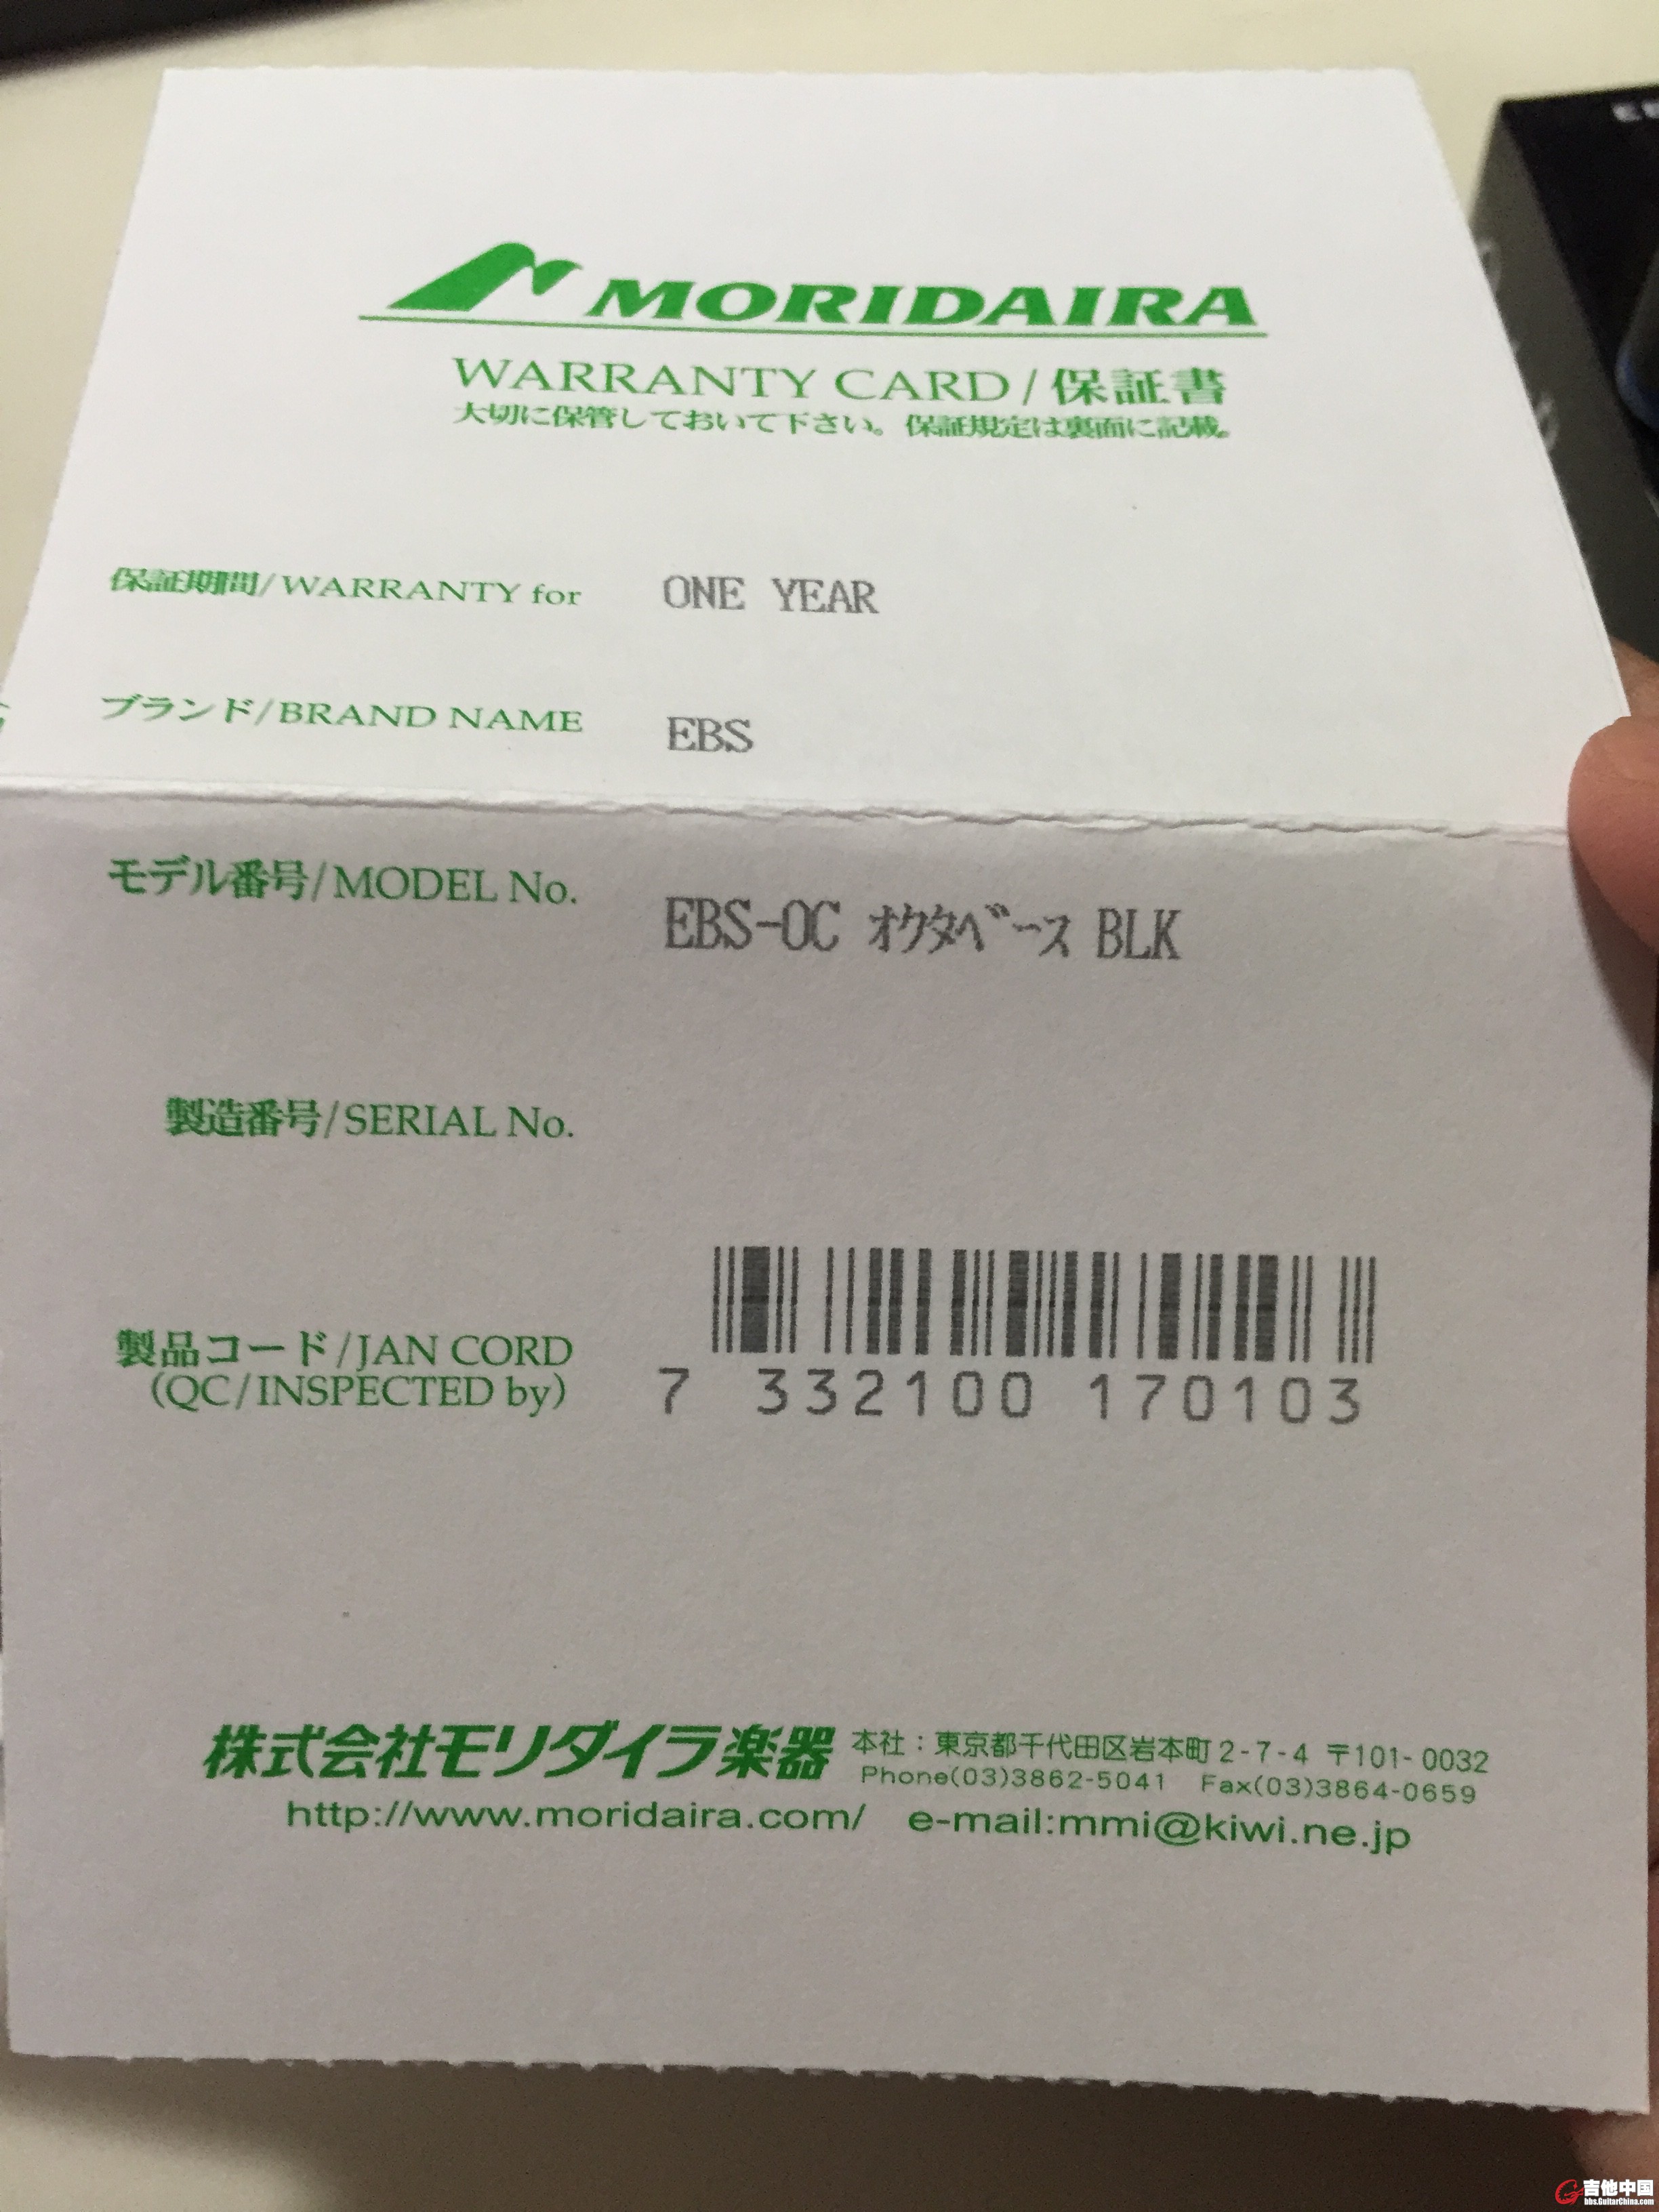 MORIDAIRA
WARRANTY CARD/保証書
大切に保管しておいて下さい。保証規定は裏面に記載。
保証期間/WARRANTY for ONE YEAR
ブランド/BRAND NAME EBS
モデル番号/MODEL No. EBS-OC ｵｸﾀﾍﾞｰｽ BLK
製造番号/SERIAL No.
製品コード/JAN CORD
(QC/INSPECTED by)
7 332100 170103
株式会社モリダイラ楽器 本社：東京都千代田区岩本町2-7-4 〒101-0032
Phone(03)3862-5041 Fax(03)3864-0659
http://www.moridaira.com/ e-mail:mmi@kiwi.ne.jp
吉他中国
bbs.GuitarChina.com